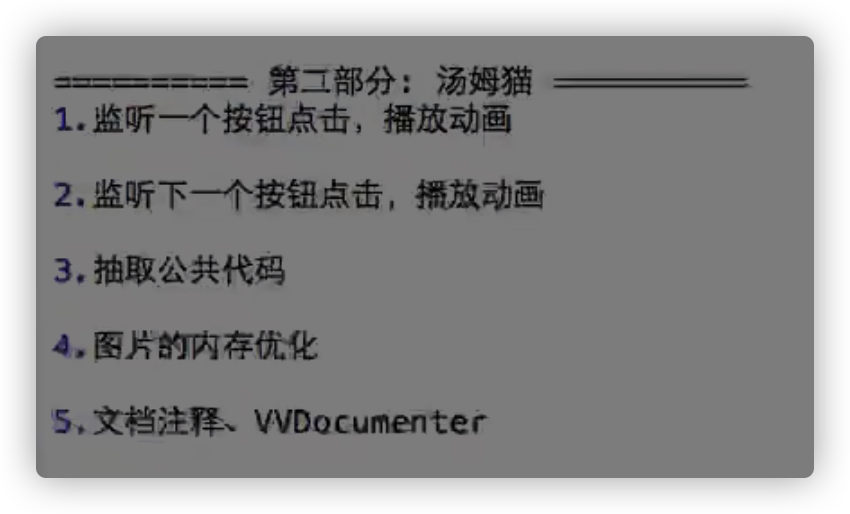 ========== 第二部分: 汤姆猫 ==========
1.监听一个按钮点击，播放动画
2.监听下一个按钮点击，播放动画
3.抽取公共代码
4.图片的内存优化
5.文档注释、VVDocumenter